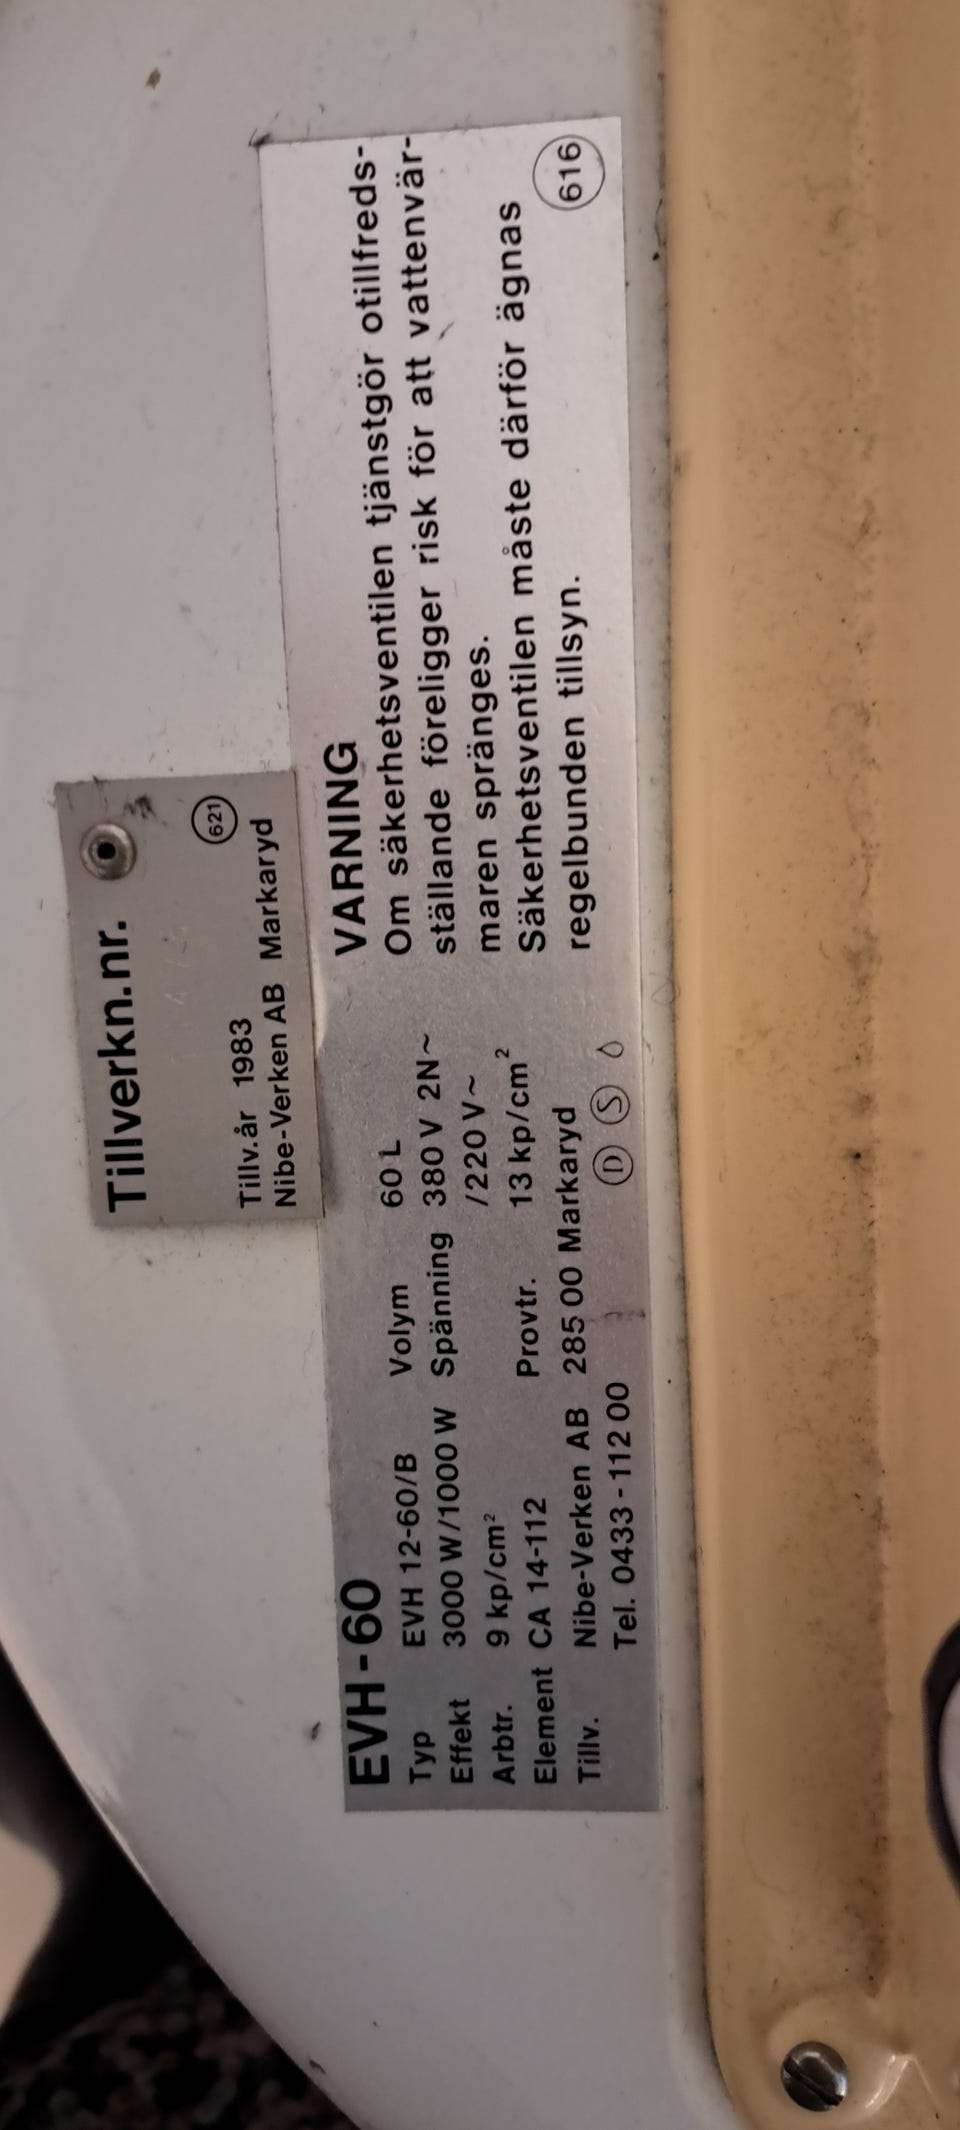 Tillverkn.nr.
Tillv.år 1983
Nibe-Verken AB Markaryd
621
EVH-60
Typ EVH 12-60/B Volym 60 L
Effekt 3000 W/1000 W Spänning 380 V 2N~
/220 V~
Arbtr. 9 kp/cm² Provtr. 13 kp/cm²
Element CA 14-112
Tillv. Nibe-Verken AB 285 00 Markaryd
Tel. 0433 - 112 00
D S
VARNING
Om säkerhetsventilen tjänstgör otillfreds-
ställande föreligger risk för att vattenvär-
maren spränges.
Säkerhetsventilen måste därför ägnas
regelbunden tillsyn.
616